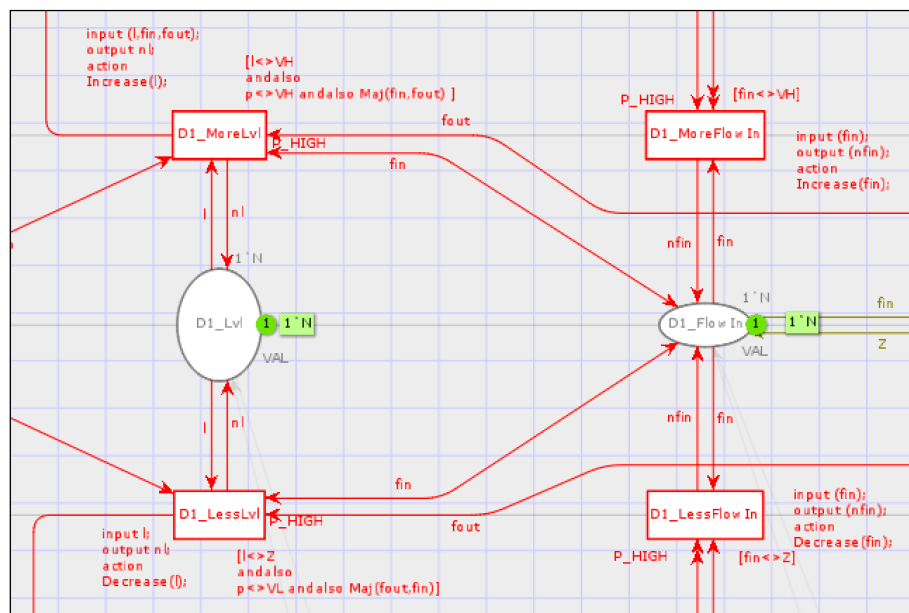 input (l,fin,fout);
output nl;
action
Increase(l);
[l<>VH
andalso
p<>VH andalso Maj(fin,fout) ]
P_HIGH
[fin<>VH]
D1_MoreLvl
P_HIGH
fout
fin
D1_MoreFlow In
input (fin);
output (nfin);
action
Increase(fin);
l
nl
nfin
fin
1`N
D1_Lvl
1
1`N
VAL
1`N
D1_Flow In
1
1`N
VAL
fin
Z
l
nl
nfin
fin
fin
D1_LessLvl
P_HIGH
fout
D1_LessFlow In
input (fin);
output (nfin);
action
Decrease(fin);
input l;
output nl;
action
Decrease(l);
[l<>Z
andalso
p<>VL andalso Maj(fout,fin)]
P_HIGH
[fin<>Z]